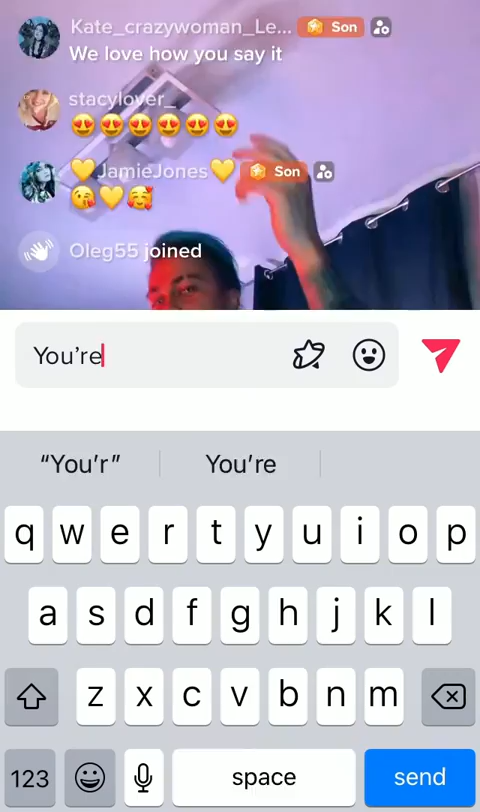 Kate_crazywoman_Le... Son
We love how you say it
stacylover_
💛JamieJones💛 Son
Oleg55 joined
You’re
“You'r” You're
q w e r t y u i o p
a s d f g h j k l
z x c v b n m
123 space send